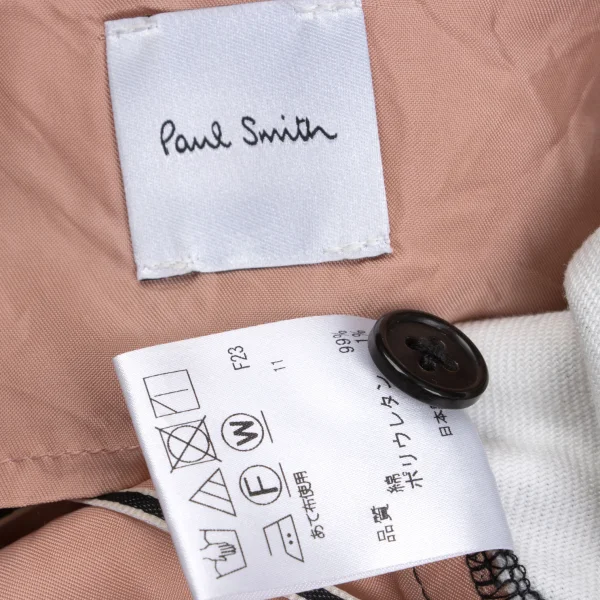 Paul Smith
F23
11
W
F
あて布使用
品質 綿 99%
ポリウレタン 1%
日本